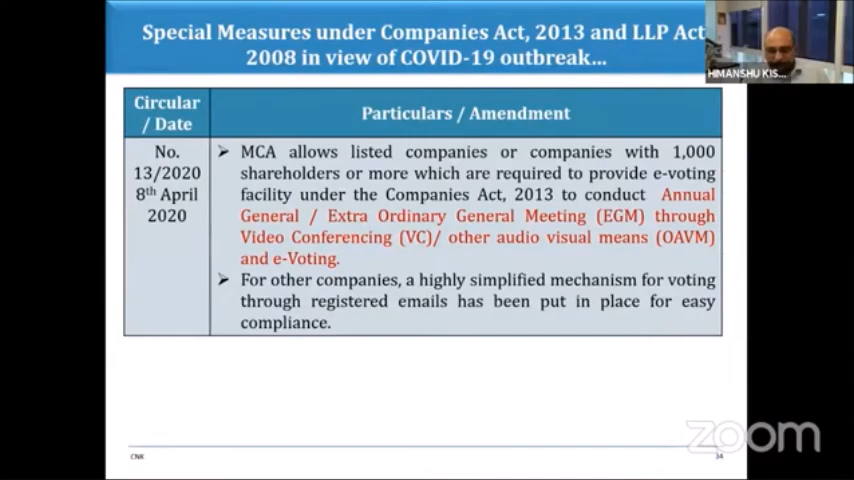 Special Measures under Companies Act, 2013 and LLP Act
2008 in view of COVID-19 outbreak...
HIMANSHU KIS...
Circular
/ Date
Particulars / Amendment
No.
13/2020
8th April
2020
➢ MCA allows listed companies or companies with 1,000
shareholders or more which are required to provide e-voting
facility under the Companies Act, 2013 to conduct Annual
General / Extra Ordinary General Meeting (EGM) through
Video Conferencing (VC)/ other audio visual means (OAVM)
and e-Voting.
➢ For other companies, a highly simplified mechanism for voting
through registered emails has been put in place for easy
compliance.
zoom
CNK
34